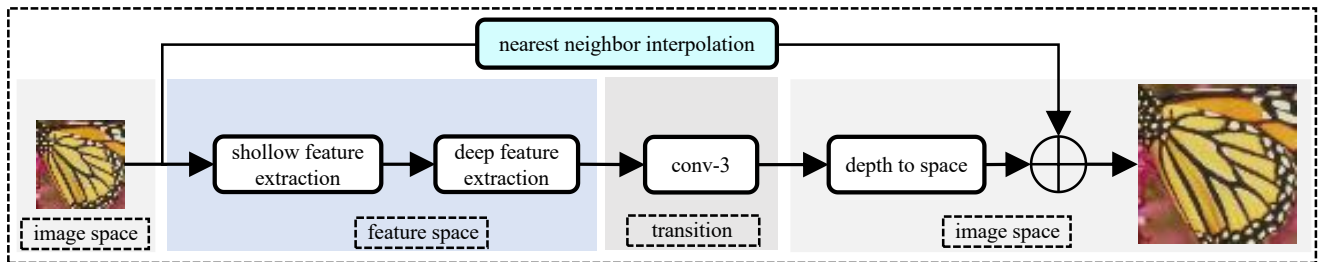 nearest neighbor interpolation
shollow feature
extraction
deep feature
extraction
conv-3
depth to space
image space
feature space
transition
image space